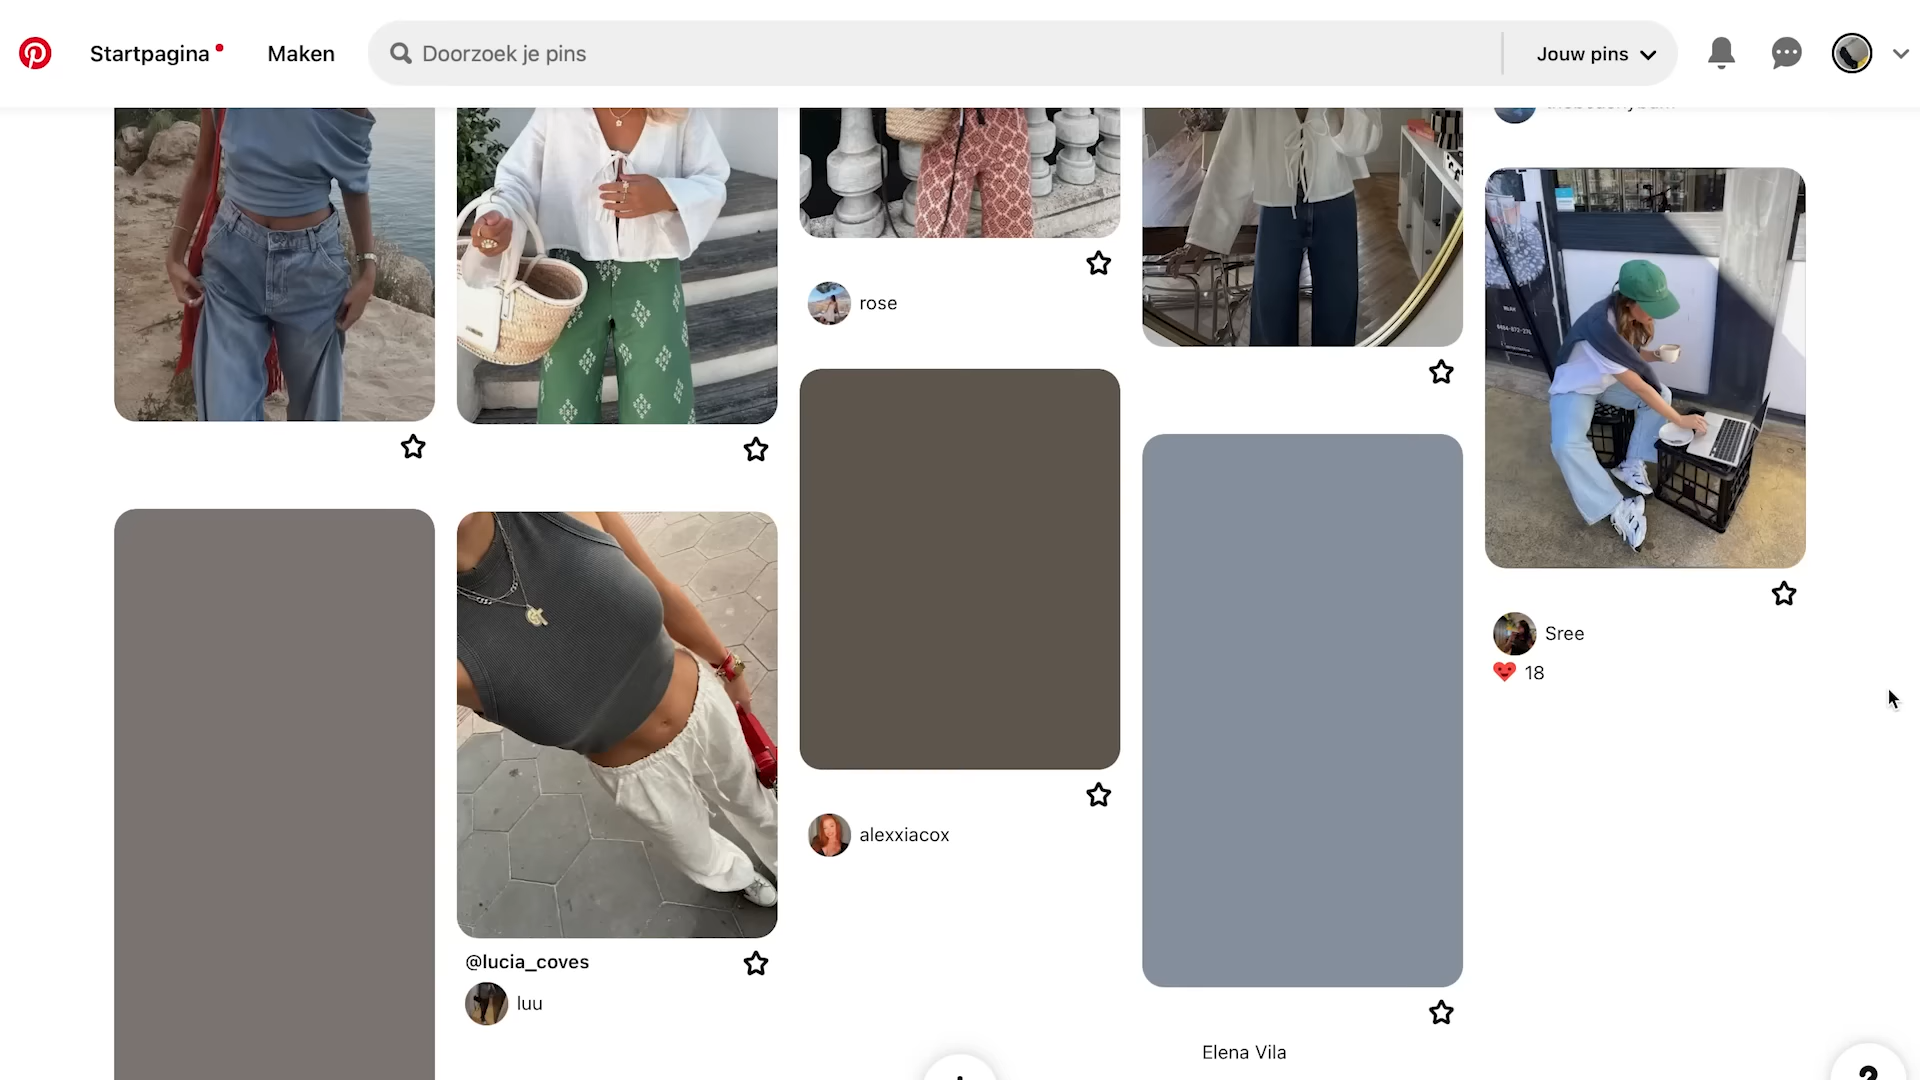 Startpagina
Maken
Doorzoek je pins
Jouw pins
rose
Sree
18
alexxiacox
@lucia_coves
luu
Elena Vila
?